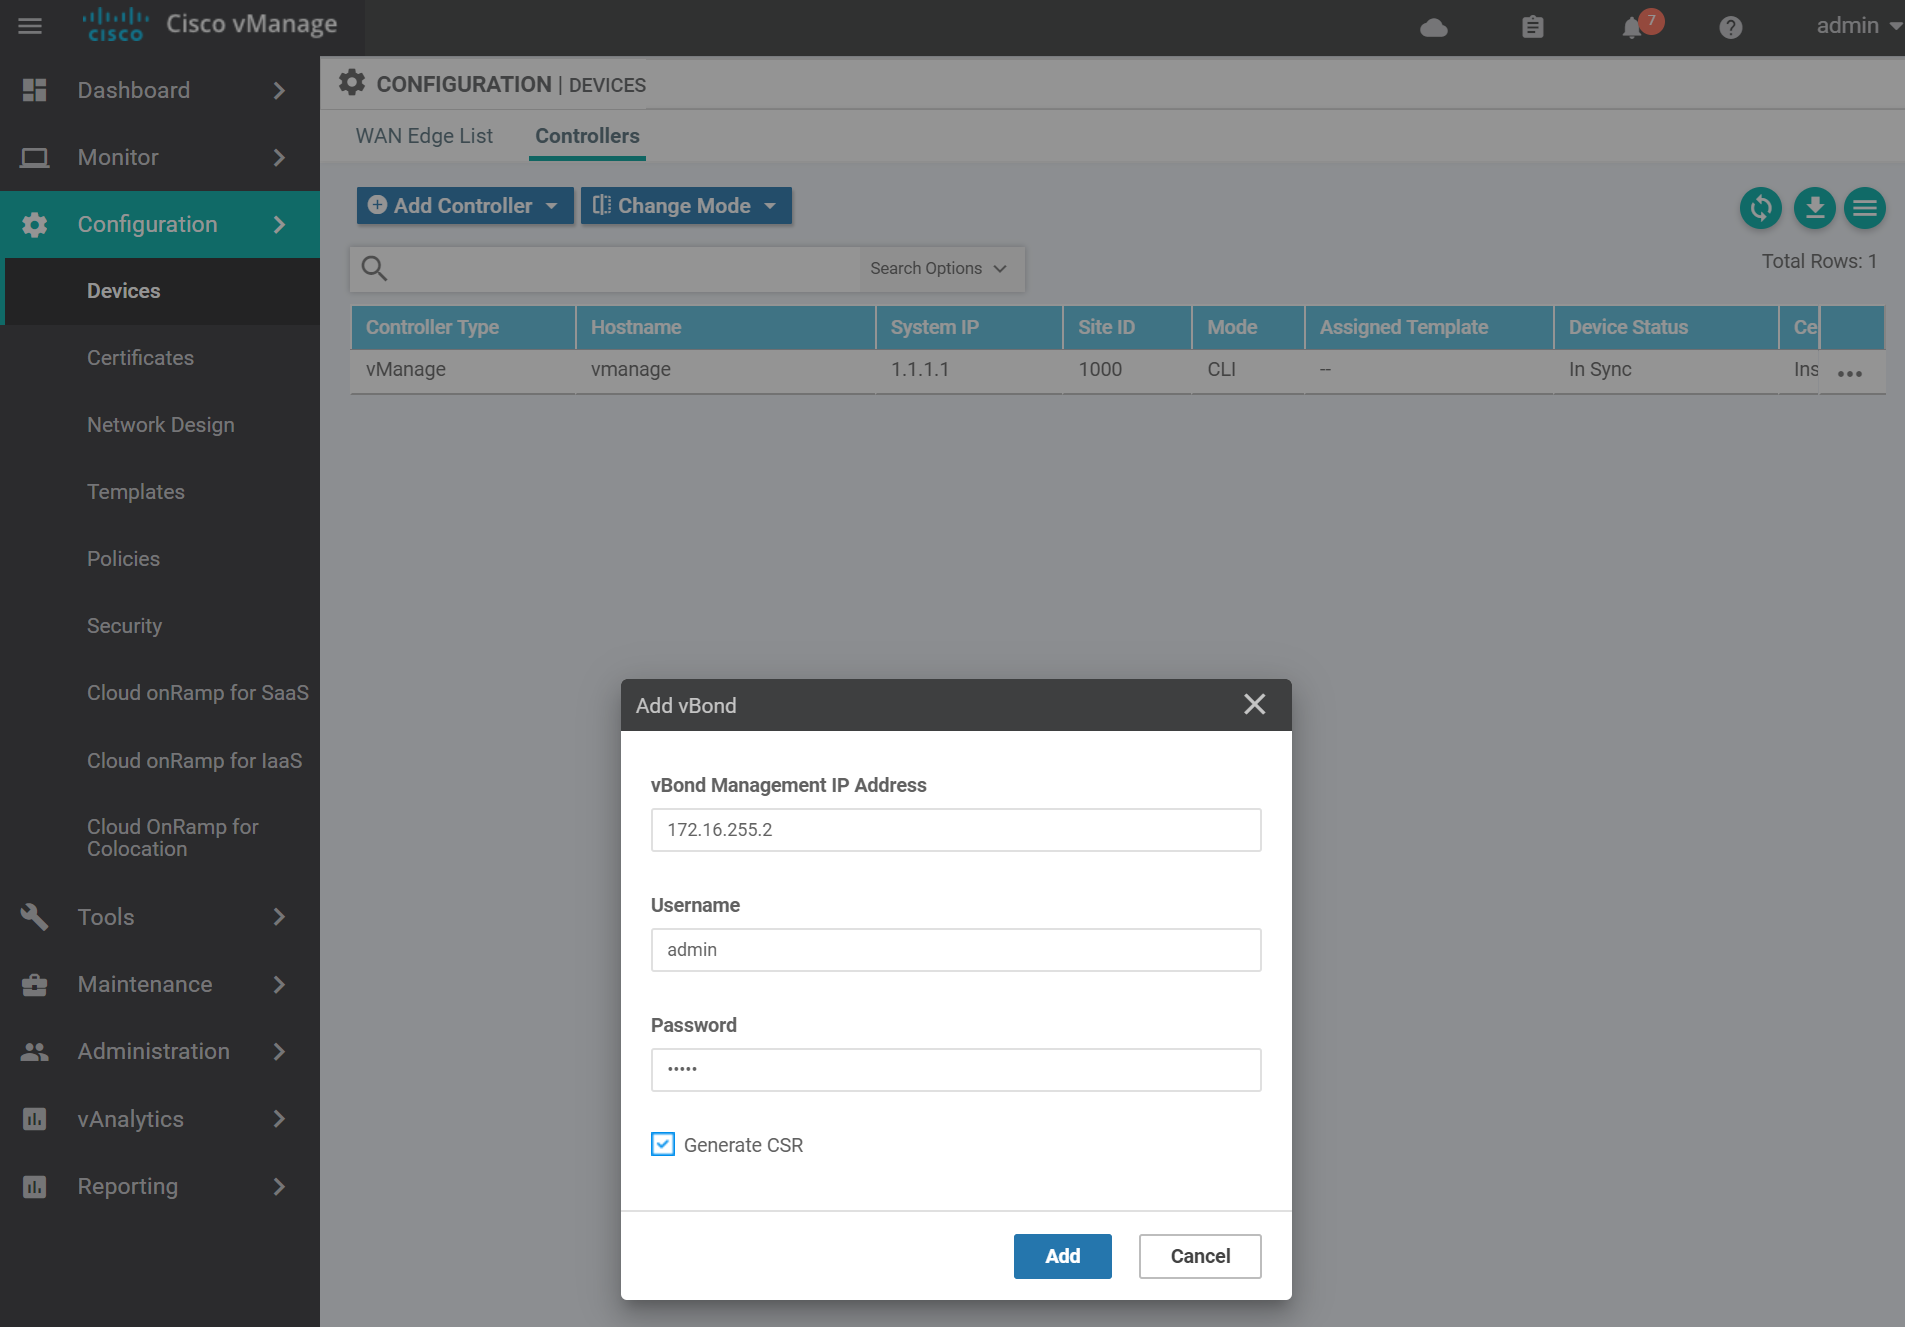 CISCO
Cisco vManage
7
admin
Dashboard
Monitor
Configuration
Devices
Certificates
Network Design
Templates
Policies
Security
Cloud onRamp for SaaS
Cloud onRamp for IaaS
Cloud OnRamp for
Colocation
Tools
Maintenance
Administration
vAnalytics
Reporting
CONFIGURATION | DEVICES
WAN Edge List Controllers
Add Controller Change Mode
Search Options
Total Rows: 1
Controller Type Hostname System IP Site ID Mode Assigned Template Device Status Ce
vManage vmanage 1.1.1.1 1000 CLI -- In Sync Ins
Add vBond
vBond Management IP Address
172.16.255.2
Username
admin
Password
•••••
Generate CSR
Add Cancel